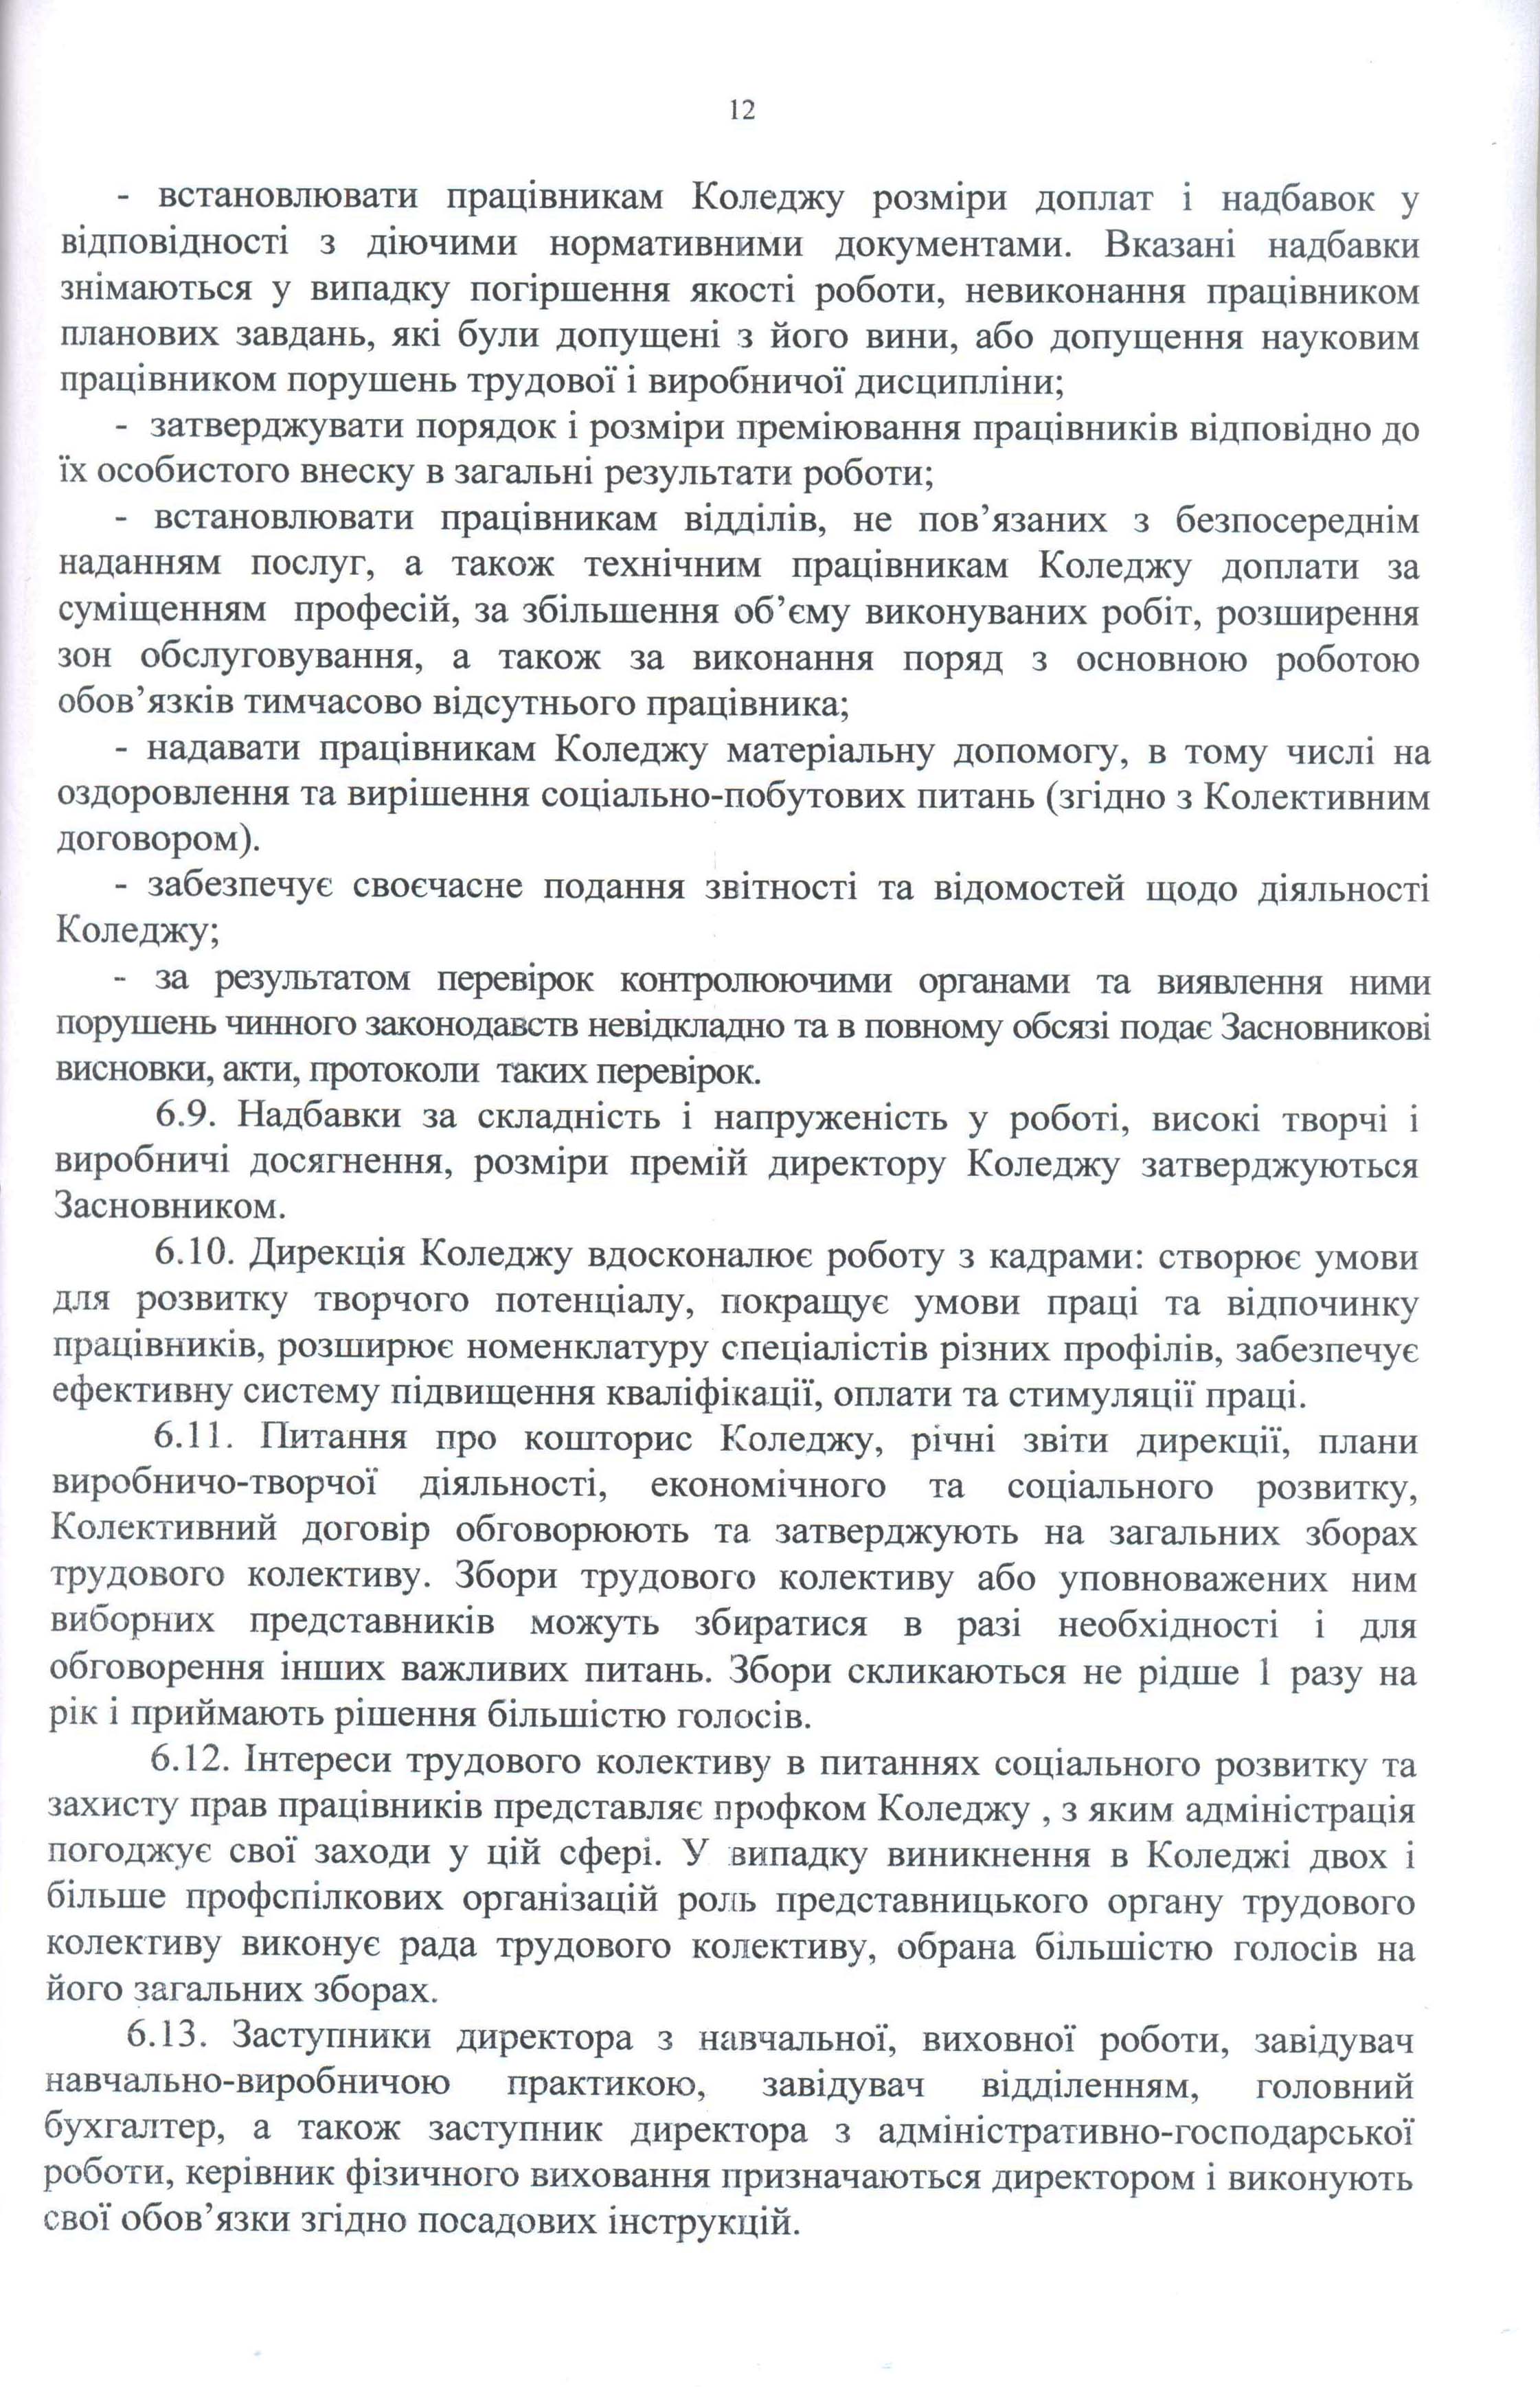 12
- встановлювати працівникам Коледжу розміри доплат і надбавок у
відповідності з діючими нормативними документами. Вказані надбавки
знімаються у випадку погіршення якості роботи, невиконання працівником
планових завдань, які були допущені з його вини, або допущення науковим
працівником порушень трудової і виробничої дисципліни;
- затверджувати порядок і розміри преміювання працівників відповідно до
їх особистого внеску в загальні результати роботи;
- встановлювати працівникам відділів, не пов’язаних з безпосереднім
наданням послуг, а також технічним працівникам Коледжу доплати за
суміщенням професій, за збільшення об’єму виконуваних робіт, розширення
зон обслуговування, а також за виконання поряд з основною роботою
обов’язків тимчасово відсутнього працівника;
- надавати працівникам Коледжу матеріальну допомогу, в тому числі на
оздоровлення та вирішення соціально-побутових питань (згідно з Колективним
договором).
- забезпечує своєчасне подання звітності та відомостей щодо діяльності
Коледжу;
- за результатом перевірок контролюючими органами та виявлення ними
порушень чинного законодавств невідкладно та в повному обсязі подає Засновникові
висновки, акти, протоколи таких перевірок.
6.9. Надбавки за складність і напруженість у роботі, високі творчі і
виробничі досягнення, розміри премій директору Коледжу затверджуються
Засновником.
6.10. Дирекція Коледжу вдосконалює роботу з кадрами: створює умови
для розвитку творчого потенціалу, покращує умови праці та відпочинку
працівників, розширює номенклатуру спеціалістів різних профілів, забезпечує
ефективну систему підвищення кваліфікації, оплати та стимуляції праці.
6.11. Питання про кошторис Коледжу, річні звіти дирекції, плани
виробничо-творчої діяльності, економічного та соціального розвитку,
Колективний договір обговорюють та затверджують на загальних зборах
трудового колективу. Збори трудового колективу або уповноважених ним
виборних представників можуть збиратися в разі необхідності і для
обговорення інших важливих питань. Збори скликаються не рідше 1 разу на
рік і приймають рішення більшістю голосів.
6.12. Інтереси трудового колективу в питаннях соціального розвитку та
захисту прав працівників представляє профком Коледжу , з яким адміністрація
погоджує свої заходи у цій сфері. У випадку виникнення в Коледжі двох і
більше профспілкових організацій роль представницького органу трудового
колективу виконує рада трудового колективу, обрана більшістю голосів на
його загальних зборах.
6.13. Заступники директора з навчальної, виховної роботи, завідувач
навчально-виробничою практикою, завідувач відділенням, головний
бухгалтер, а також заступник директора з адміністративно-господарської
роботи, керівник фізичного виховання призначаються директором і виконують
свої обов’язки згідно посадових інструкцій.